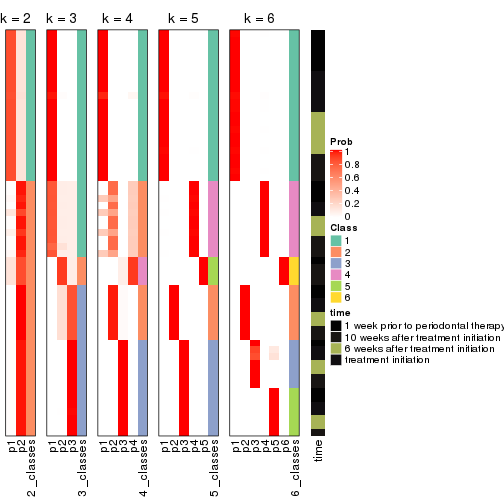 k = 2 k = 3 k = 4 k = 5 k = 6
Prob
1
0.8
0.6
0.4
0.2
0
Class
1
2
3
4
5
6
time
1 week prior to periodontal therapy
10 weeks after treatment initiation
6 weeks after treatment initiation
treatment initiation
p1 p2 2_classes p1 p2 p3 3_classes p1 p2 p3 p4 4_classes p1 p2 p3 p4 p5 5_classes p1 p2 p3 p4 p5 p6 6_classes time